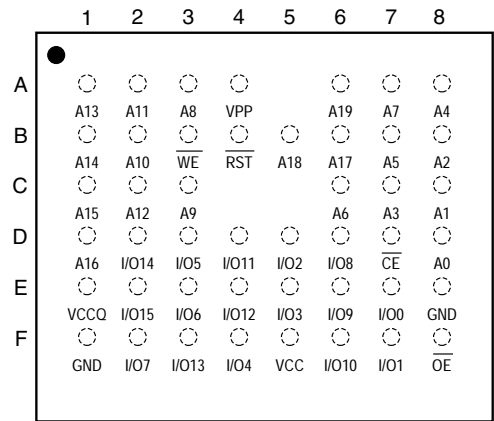 1 2 3 4 5 6 7 8
A
A13 A11 A8 VPP A19 A7 A4
B
A14 A10 WE RST A18 A17 A5 A2
C
A15 A12 A9 A6 A3 A1
D
A16 I/O14 I/O5 I/O11 I/O2 I/O8 CE A0
E
VCCQ I/O15 I/O6 I/O12 I/O3 I/O9 I/O0 GND
F
GND I/O7 I/O13 I/O4 VCC I/O10 I/O1 OE